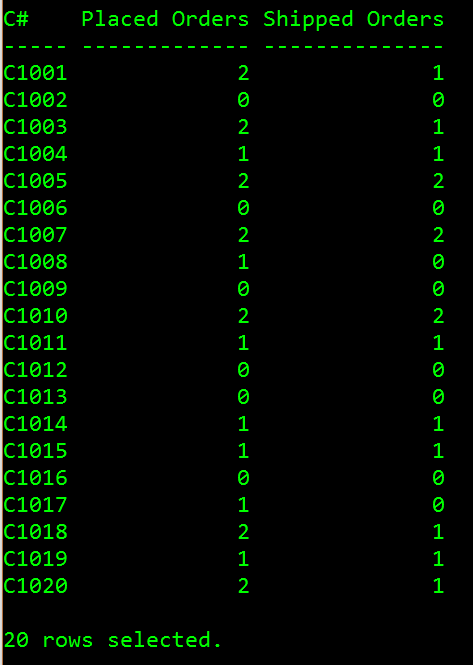 C#    Placed Orders Shipped Orders
----- ------------- --------------
C1001             2              1
C1002             0              0
C1003             2              1
C1004             1              1
C1005             2              2
C1006             0              0
C1007             2              2
C1008             1              0
C1009             0              0
C1010             2              2
C1011             1              1
C1012             0              0
C1013             0              0
C1014             1              1
C1015             1              1
C1016             0              0
C1017             1              0
C1018             2              1
C1019             1              1
C1020             2              1

20 rows selected.